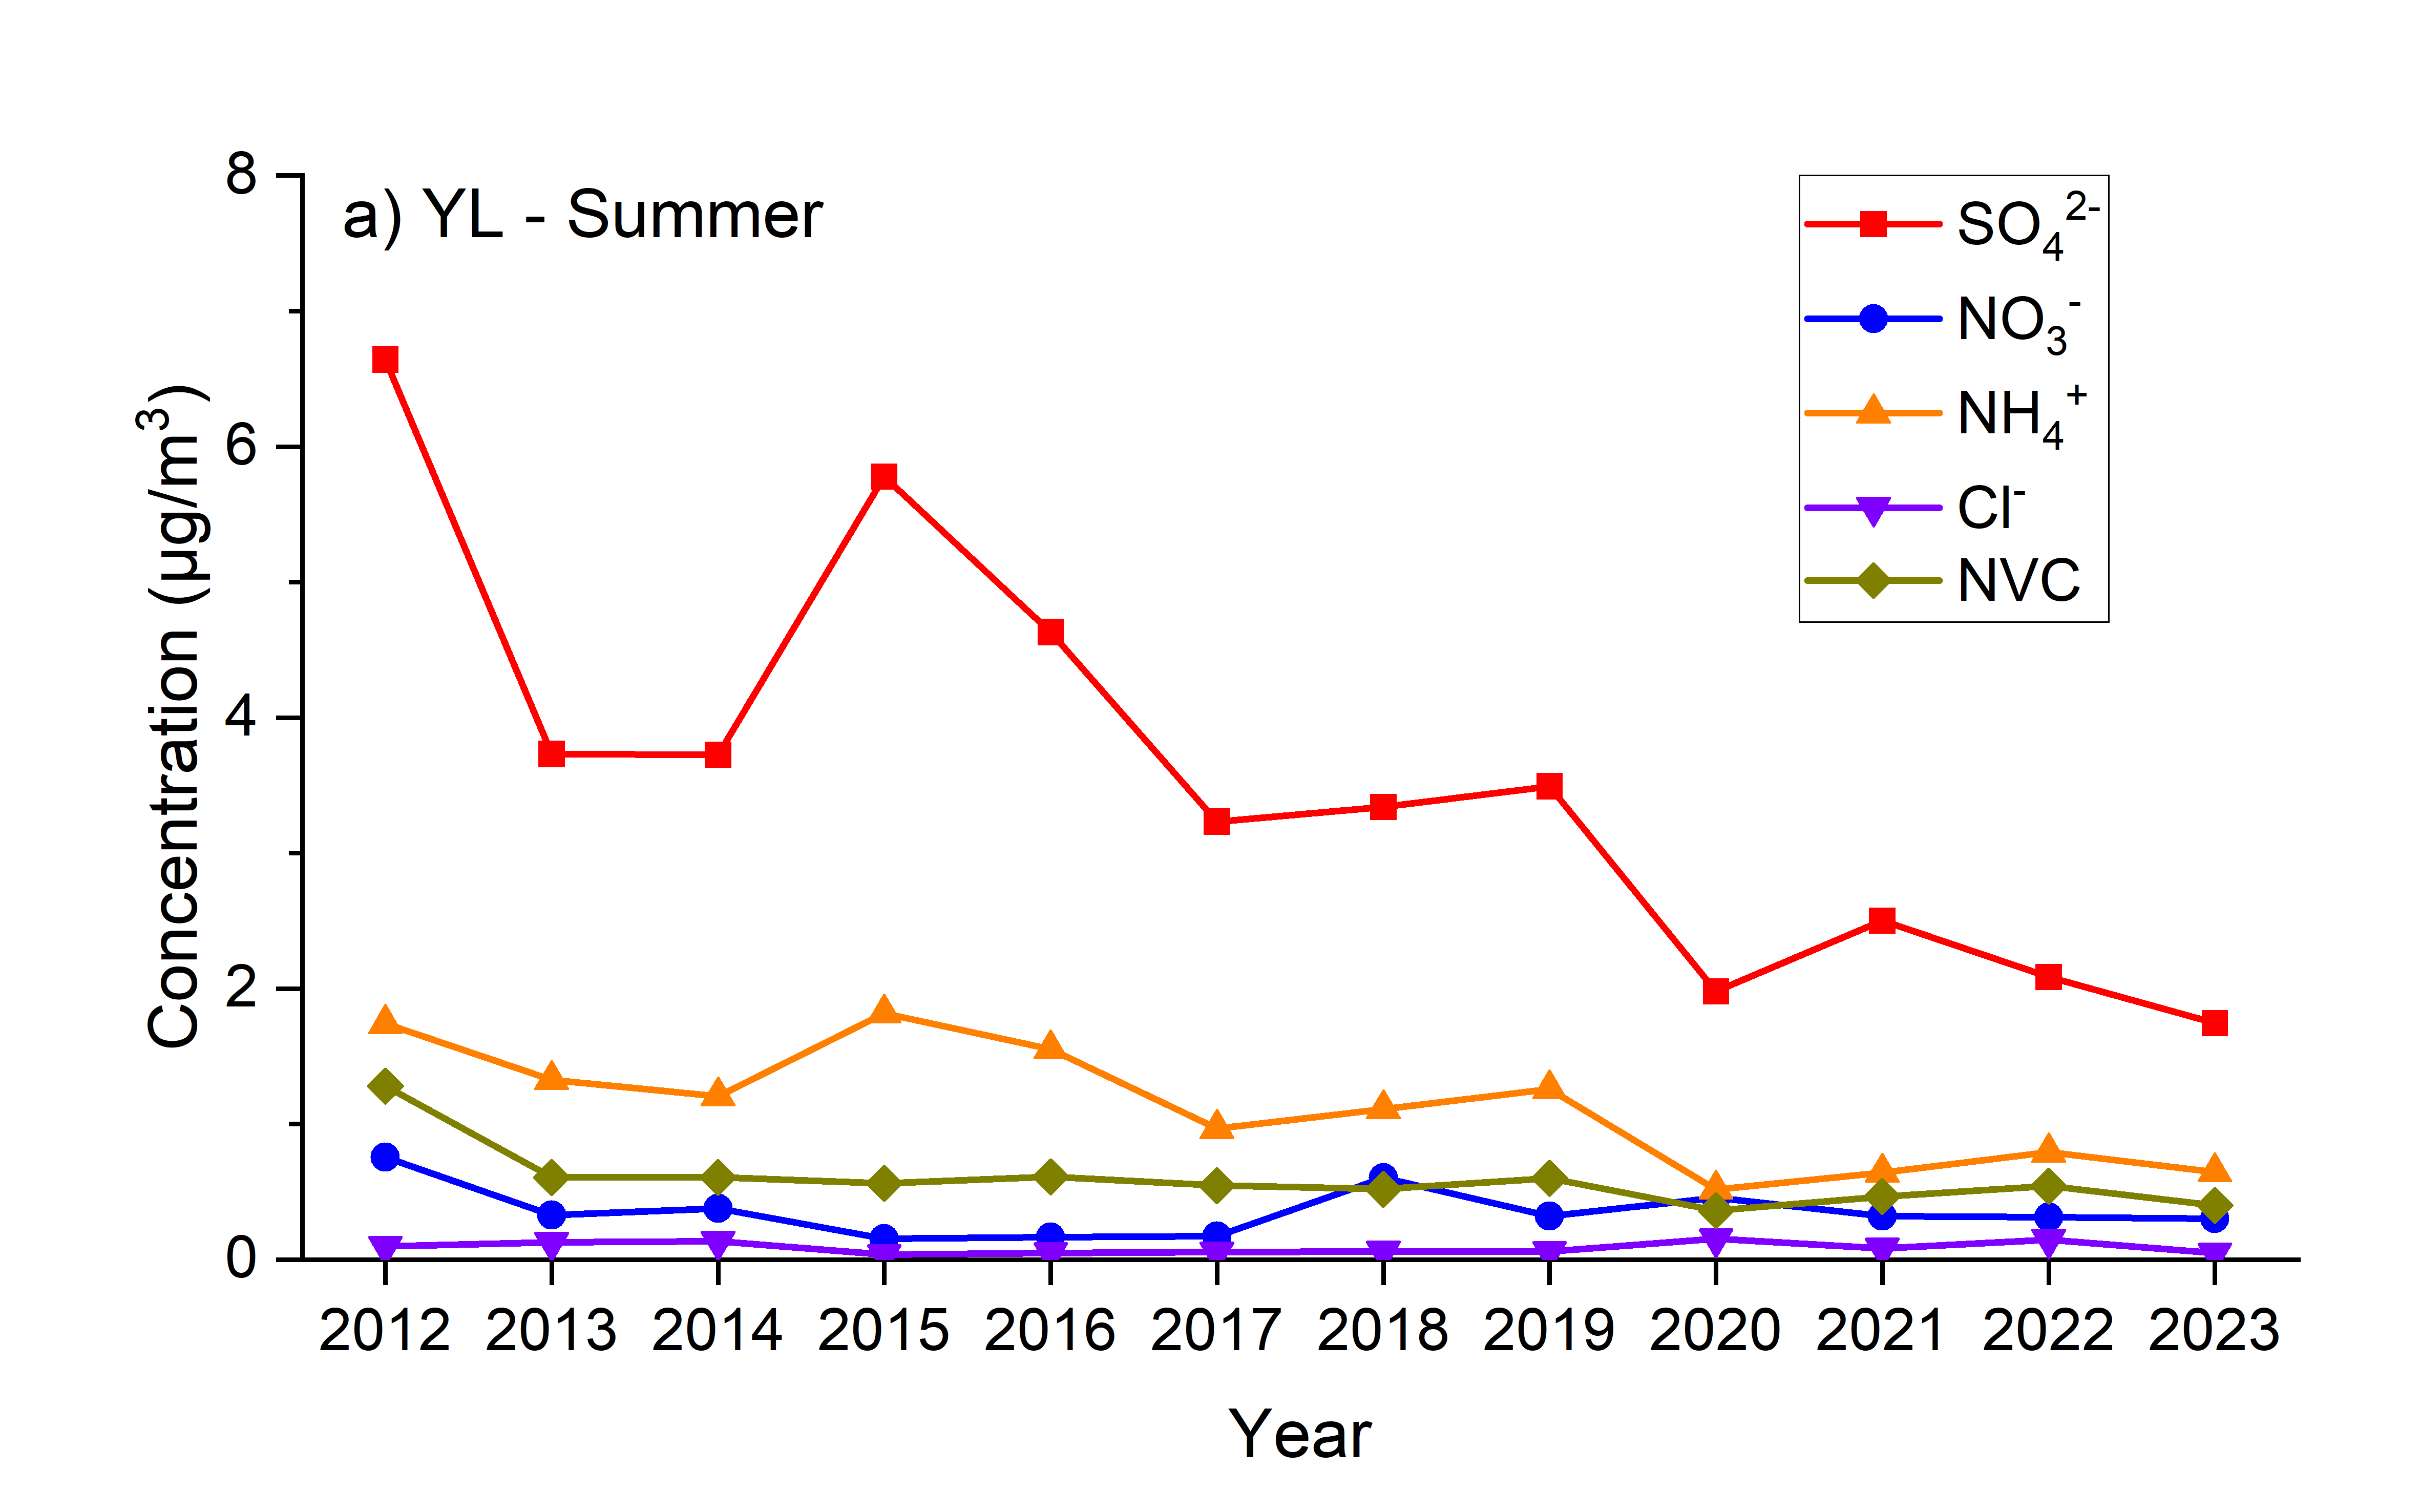 a) YL - Summer
SO₄²⁻
NO₃⁻
NH₄⁺
Cl⁻
NVC
Concentration (µg/m³)
8
6
4
2
0
2012 2013 2014 2015 2016 2017 2018 2019 2020 2021 2022 2023
Year